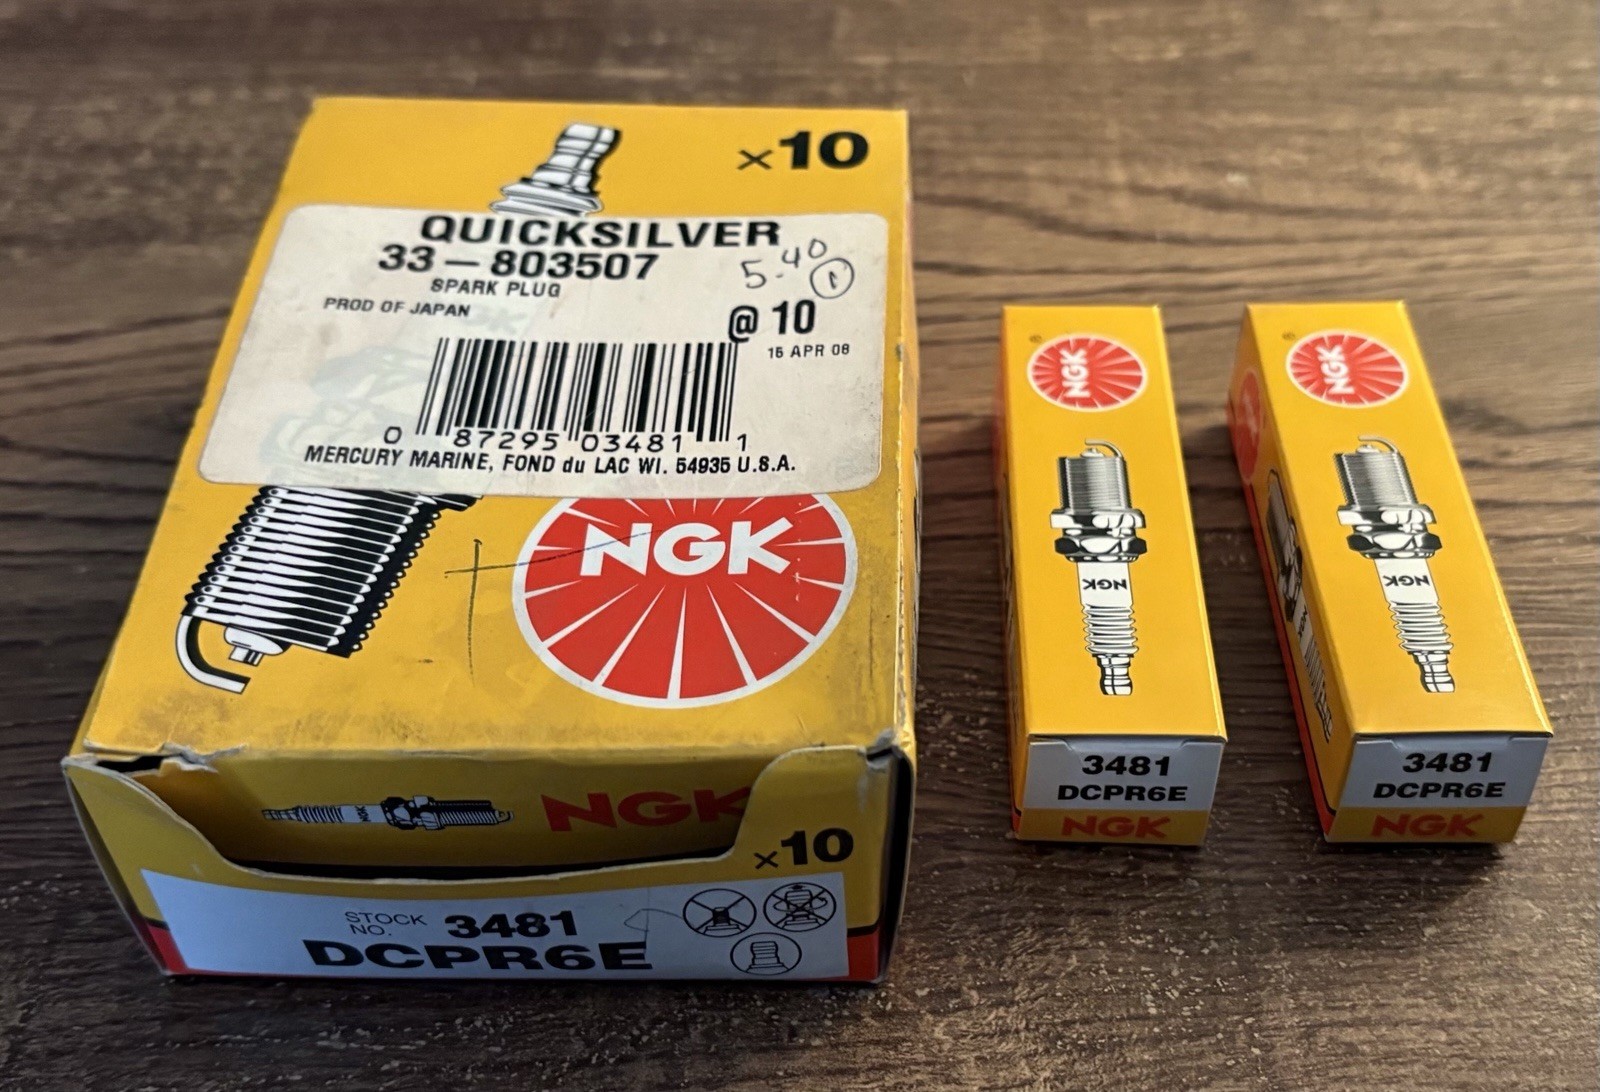 x10
QUICKSILVER
33-803507
5.40
1
SPARK PLUG
PROD OF JAPAN
@ 10
15 APR 08
0 87295 03481 1
MERCURY MARINE, FOND du LAC WI. 54935 U.S.A.
NGK
NGK
NGK
x10
STOCK NO. 3481
DCPR6E
®
NGK
NGK
3481
DCPR6E
NGK
®
NGK
NGK
3481
DCPR6E
NGK